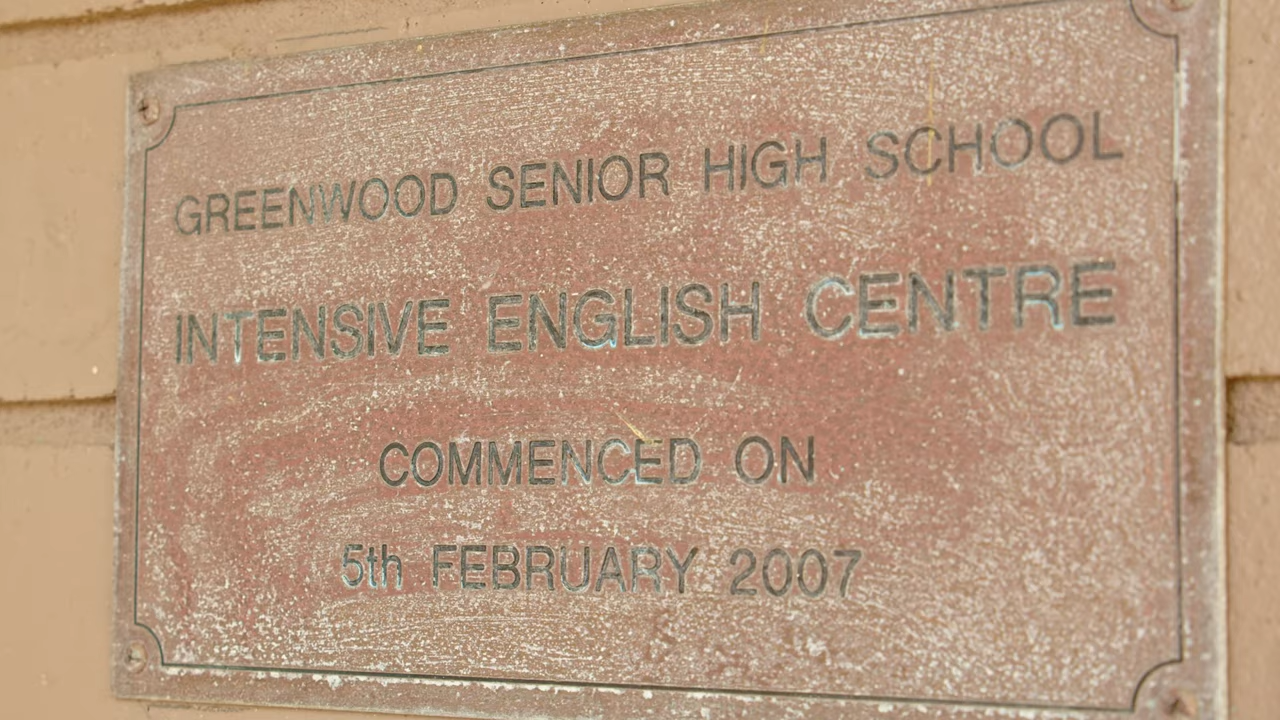 GREENWOOD SENIOR HIGH SCHOOL
INTENSIVE ENGLISH CENTRE
COMMENCED ON
5th FEBRUARY 2007